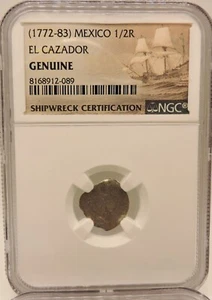 (1772-83) MEXICO 1/2R
EL CAZADOR
GENUINE
8168912-089
SHIPWRECK CERTIFICATION NGC®